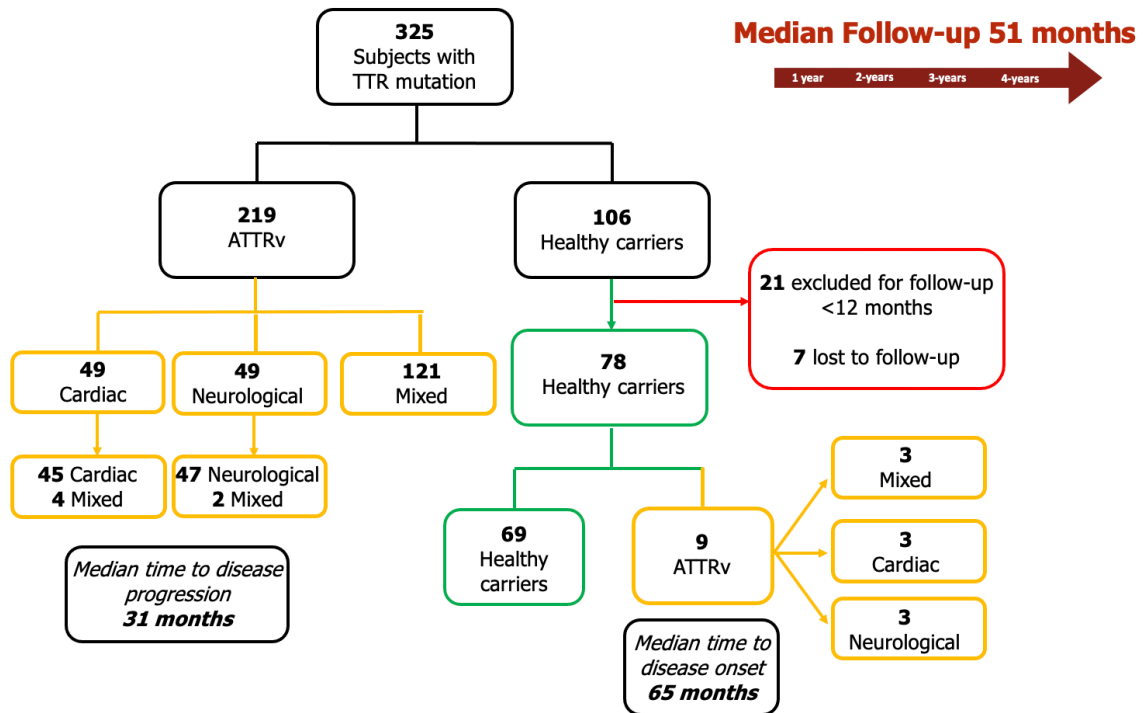 325
Subjects with
TTR mutation
Median Follow-up 51 months
1 year 2-years 3-years 4-years
219
ATTRv
106
Healthy carriers
21 excluded for follow-up
<12 months
7 lost to follow-up
49
Cardiac
49
Neurological
121
Mixed
78
Healthy carriers
45 Cardiac
4 Mixed
47 Neurological
2 Mixed
3
Mixed
69
Healthy
carriers
9
ATTRv
3
Cardiac
3
Neurological
Median time to disease
progression
31 months
Median time to
disease onset
65 months